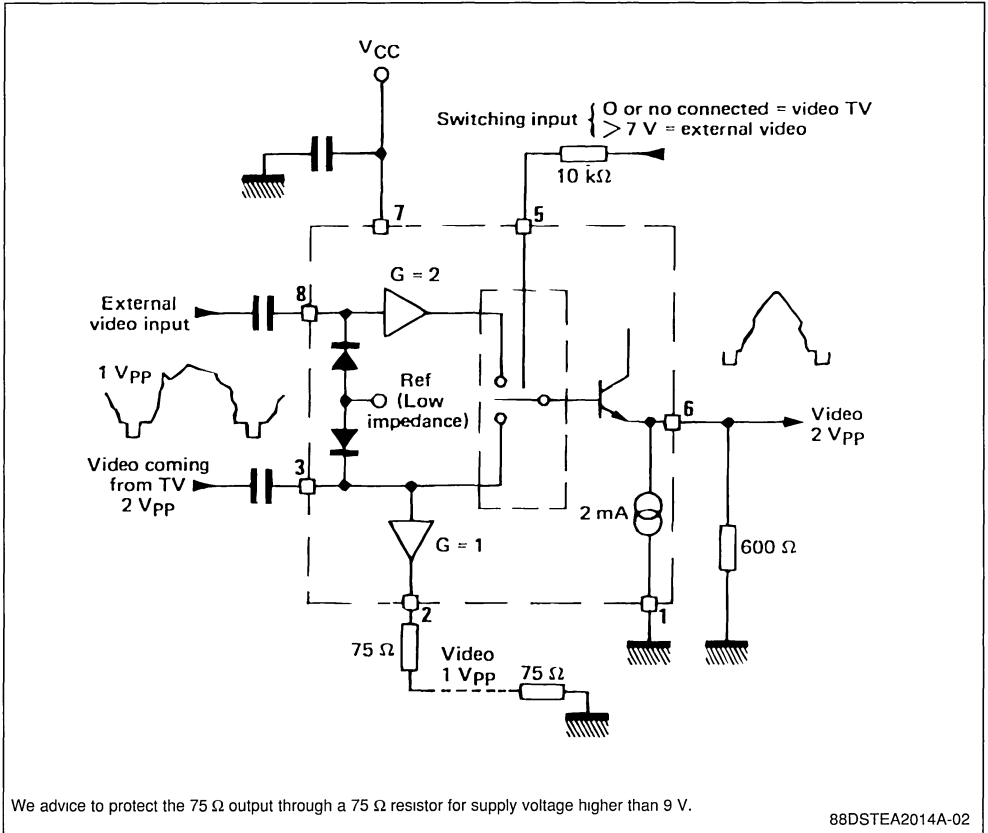 VCC
Switching input { O or no connected = video TV
> 7 V = external video
10 kΩ
7
5
G = 2
8
External
video input
1 VPP
Ref
(Low
impedance)
6
Video
2 VPP
3
Video coming
from TV
2 VPP
2 mA
G = 1
600 Ω
2
1
75 Ω
Video
1 VPP
75 Ω
We advice to protect the 75 Ω output through a 75 Ω resistor for supply voltage higher than 9 V.
88DSTEA2014A-02